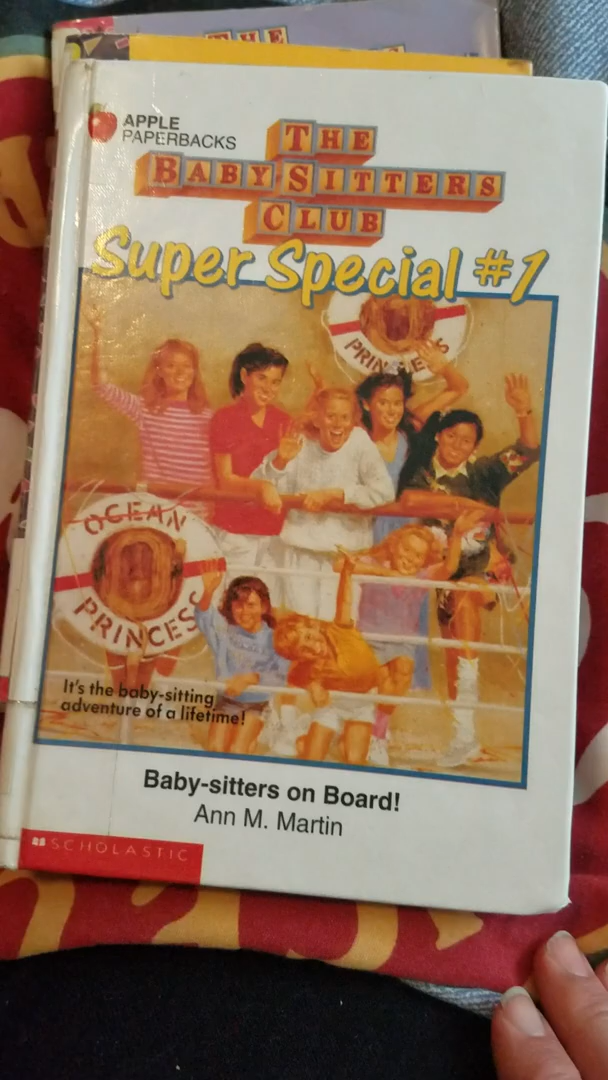 THE
APPLE
PAPERBACKS
THE
BABY SITTERS
CLUB
Super Special #1
PRINCESS
OCEAN
PRINCESS
It's the baby-sitting
adventure of a lifetime!
Baby-sitters on Board!
Ann M. Martin
SCHOLASTIC